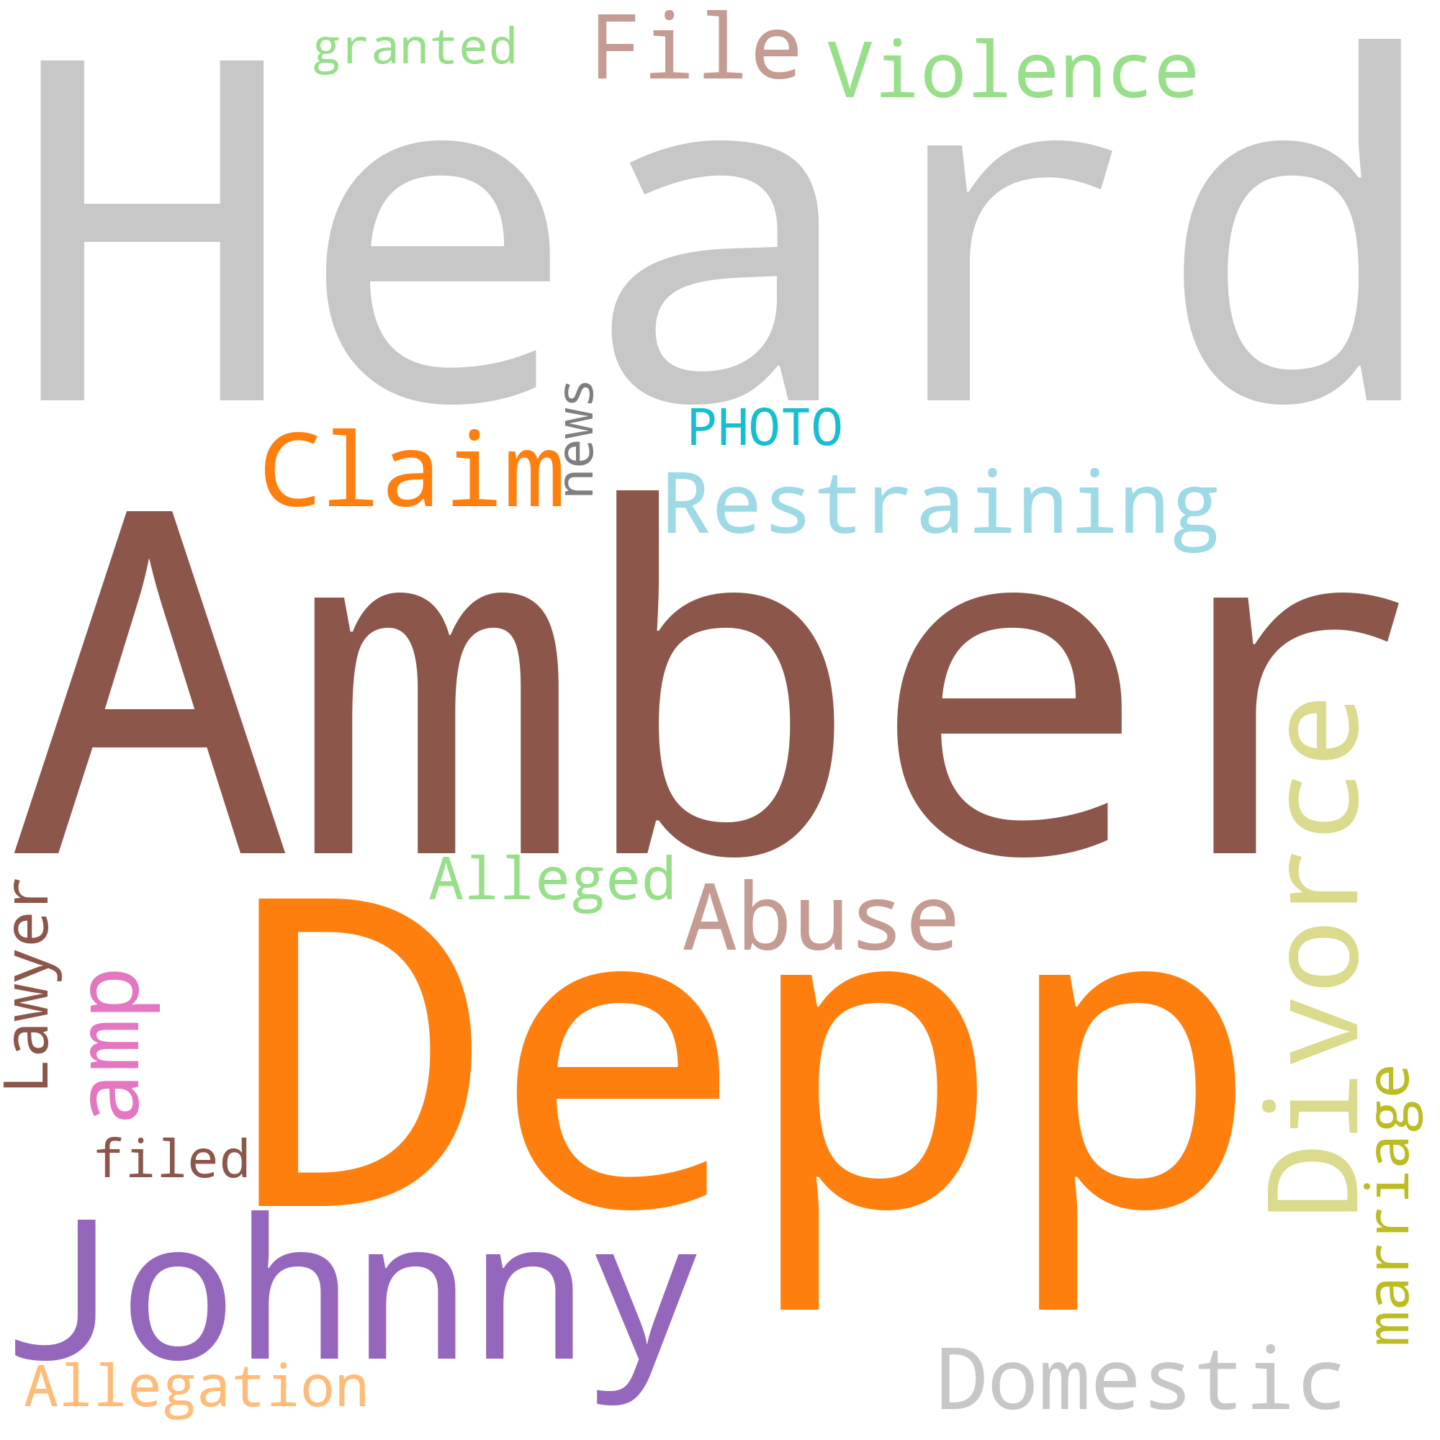 granted
File
Violence
Heard
news
PHOTO
Claim
Restraining
Amber
Divorce
Alleged
Abuse
Lawyer
amp
Depp
filed
marriage
Johnny
Allegation
Domestic